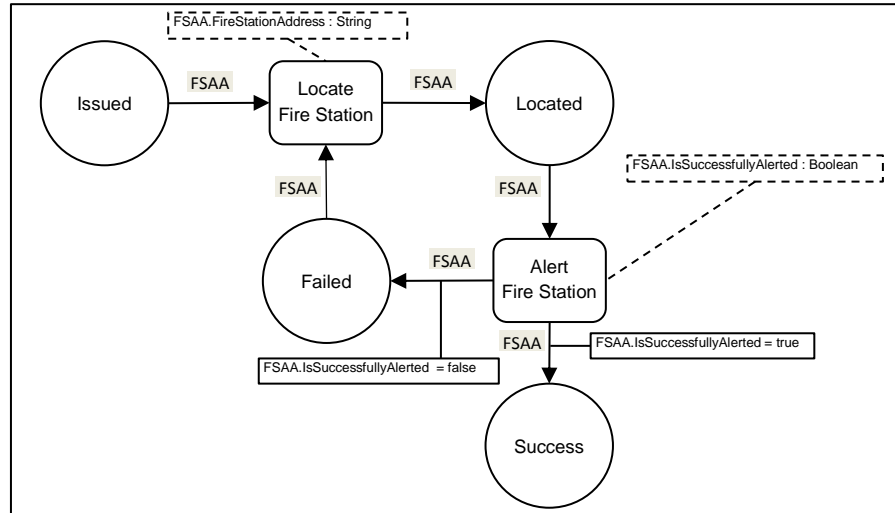 FSAA.FireStationAddress : String
FSAA
FSAA
Issued
Locate
Fire Station
Located
FSAA.IsSuccessfullyAlerted : Boolean
FSAA
FSAA
FSAA
Failed
Alert
Fire Station
FSAA
FSAA.IsSuccessfullyAlerted = true
FSAA.IsSuccessfullyAlerted  = false
Success